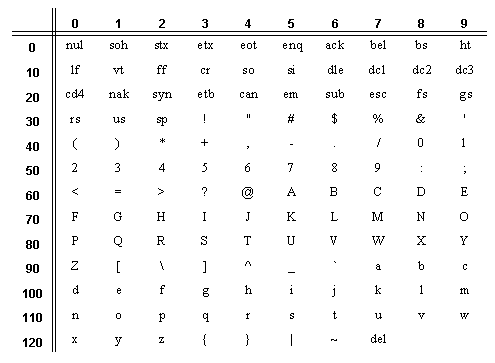 0 1 2 3 4 5 6 7 8 9
0 nul soh stx etx eot enq ack bel bs ht
10 lf vt ff cr so si dle dc1 dc2 dc3
20 cd4 nak syn etb can em sub esc fs gs
30 rs us sp ! " # $ % & '
40 ( ) * + , - . / 0 1
50 2 3 4 5 6 7 8 9 : ;
60 < = > ? @ A B C D E
70 F G H I J K L M N O
80 P Q R S T U V W X Y
90 Z [ \ ] ^ _ ` a b c
100 d e f g h i j k l m
110 n o p q r s t u v w
120 x y z { } | ~ del